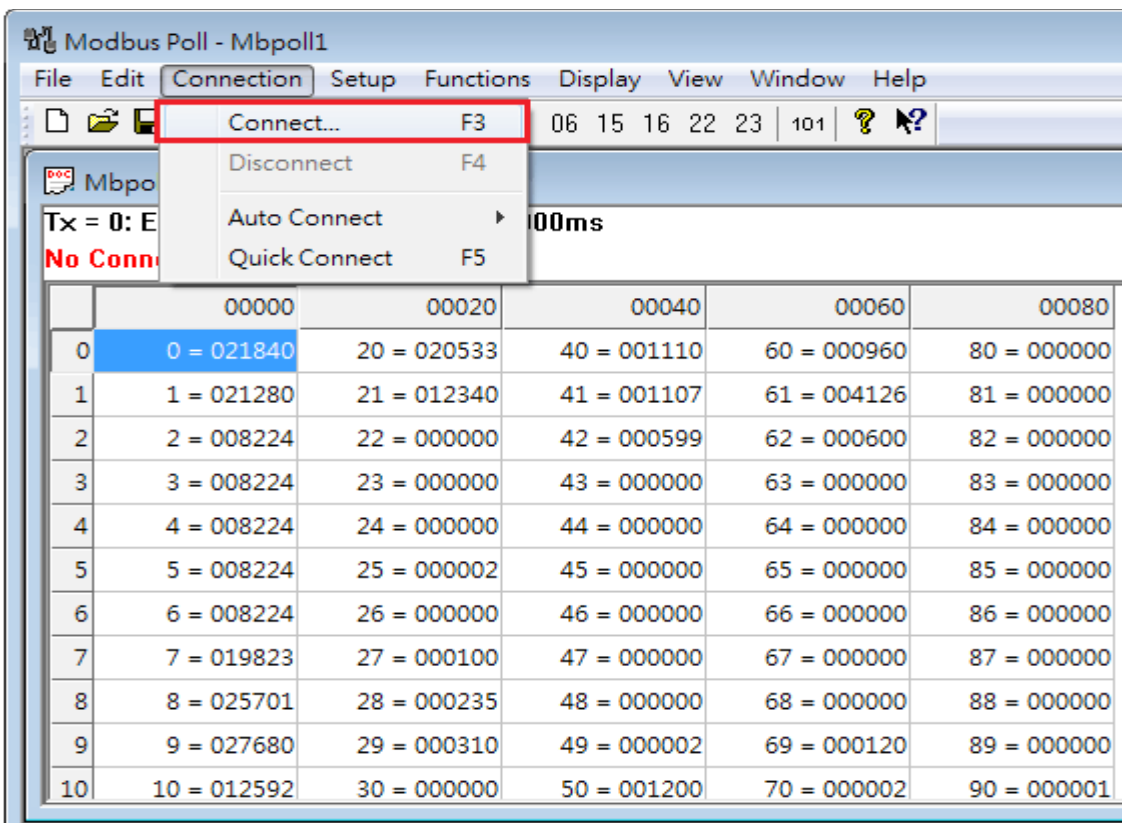 Modbus Poll - Mbpoll1
File Edit Connection Setup Functions Display View Window Help
Connect... F3
06 15 16 22 23 101
Disconnect F4
Auto Connect
Quick Connect F5
DOC
Tx = 0:
No
00000 00020 00040 00060 00080
0 0 = 021840 20 = 020533 40 = 001110 60 = 000960 80 = 000000
1 1 = 021280 21 = 012340 41 = 001107 61 = 004126 81 = 000000
2 2 = 008224 22 = 000000 42 = 000599 62 = 000600 82 = 000000
3 3 = 008224 23 = 000000 43 = 000000 63 = 000000 83 = 000000
4 4 = 008224 24 = 000000 44 = 000000 64 = 000000 84 = 000000
5 5 = 008224 25 = 000002 45 = 000000 65 = 000000 85 = 000000
6 6 = 008224 26 = 000000 46 = 000000 66 = 000000 86 = 000000
7 7 = 019823 27 = 000100 47 = 000000 67 = 000000 87 = 000000
8 8 = 025701 28 = 000235 48 = 000000 68 = 000000 88 = 000000
9 9 = 027680 29 = 000310 49 = 000002 69 = 000120 89 = 000000
10 10 = 012592 30 = 000000 50 = 001200 70 = 000002 90 = 000001